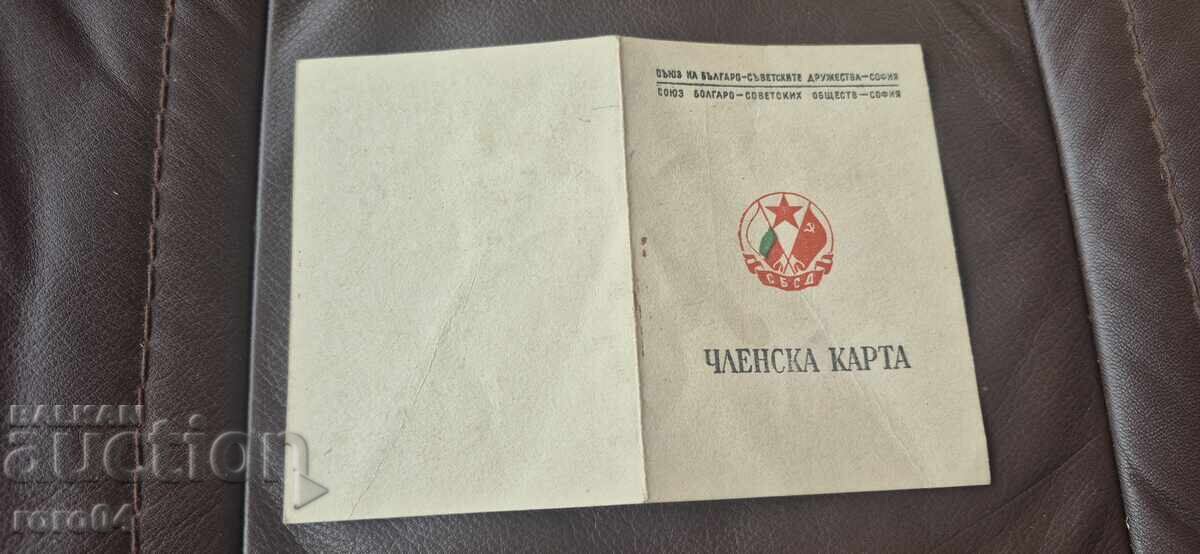 СЪЮЗ НА БЪЛГАРО-СЪВЕТСКИТЕ ДРУЖЕСТВА-СОФИЯ
СОЮЗ БОЛГАРО-СОВЕТСКИХ ОБЩЕСТВ-СОФИЯ
СБСД
ЧЛЕНСКА КАРТА
BALKAN
auction
roro04